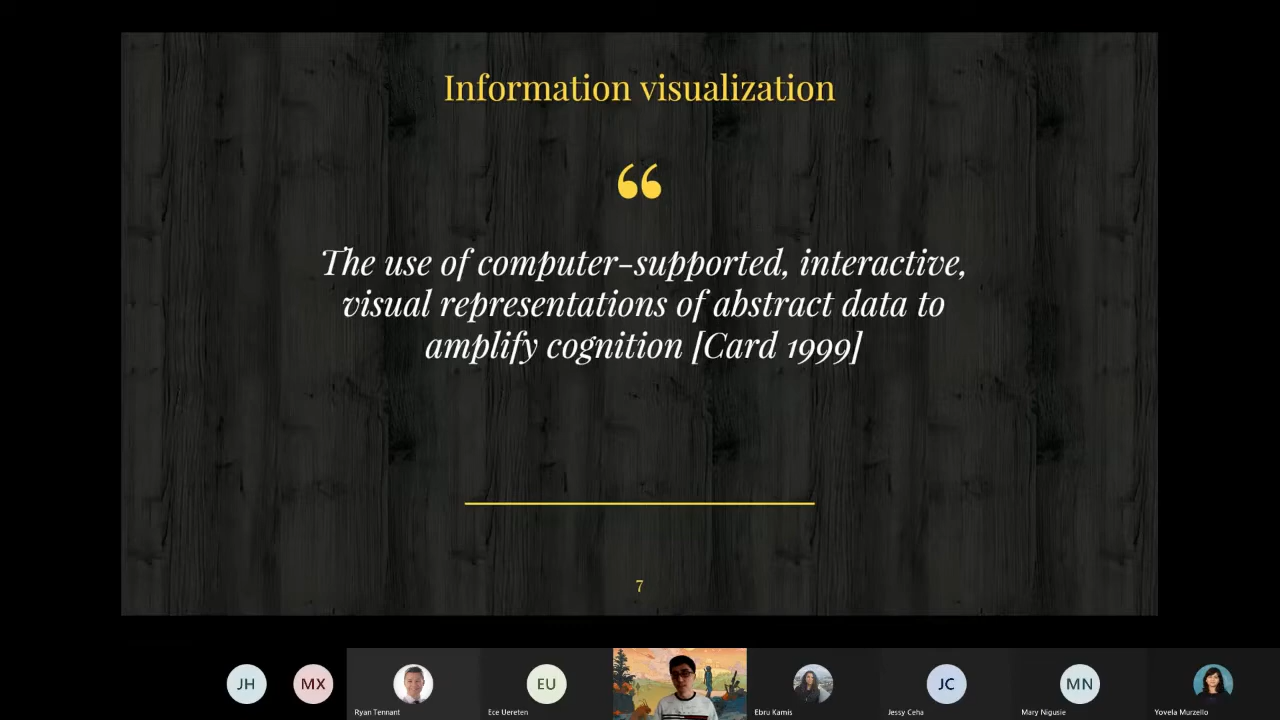 Information visualization
“
The use of computer-supported, interactive,
visual representations of abstract data to
amplify cognition [Card 1999]
7
JH
MX
Ryan Tennant
EU
Ece Uereten
Ebru Kamis
JC
Jessy Ceha
MN
Mary Nigusie
Yovela Murzello